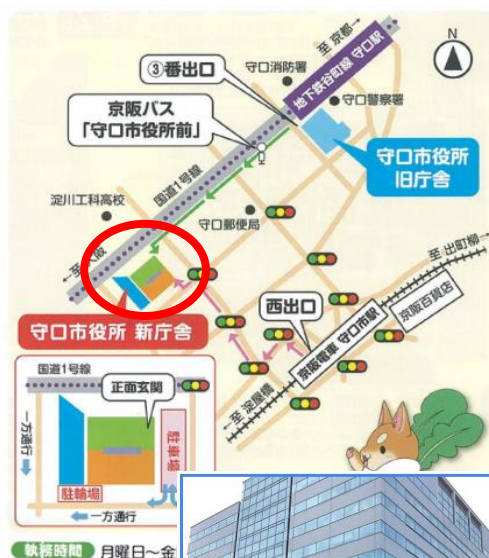 至 京都→
N
③番出口
守口消防署
地下鉄谷町線 守口駅
京阪バス
「守口市役所前」
守口警察署
守口市役所
旧庁舎
淀川工科高校
国道1号線
守口郵便局
←至 大阪
至 出町柳→
西出口
京阪百貨店
京阪電車 守口市駅
守口市役所 新庁舎
←至 淀屋橋
国道1号線
正面玄関
一方通行
駐車場
駐輪場
一方通行
執務時間 月曜日～金